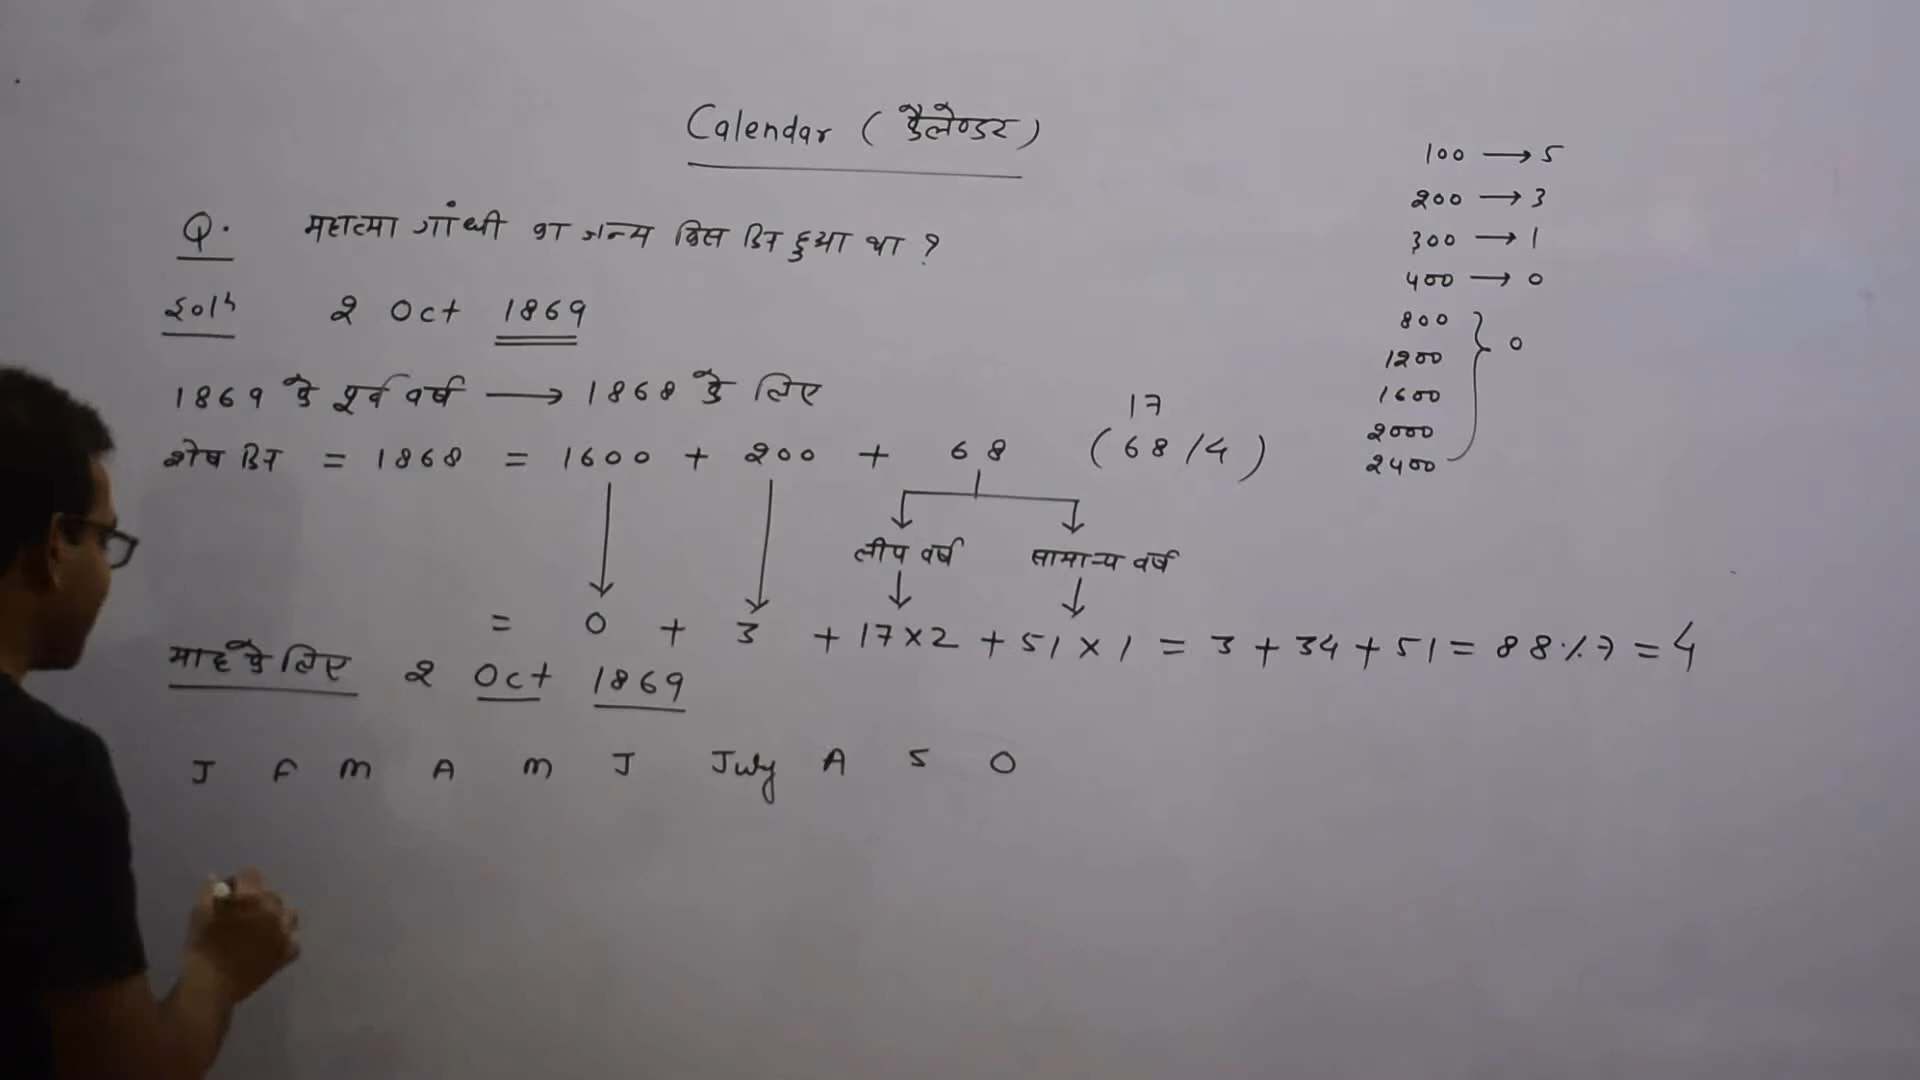 Calendar ( कैलेण्डर )
Q. महात्मा गांधी का जन्म किस दिन हुआ था ?
Solⁿ 2 Oct 1869
1869 के पूर्व वर्ष → 1868 के लिए
17
शेष दिन = 1868 = 1600 + 200 + 68 ( 68 / 4 )
लीप वर्ष सामान्य वर्ष
= 0 + 3 + 17 × 2 + 51 × 1 = 3 + 34 + 51 = 88 % 7 = 4
माह के लिए 2 Oct 1869
J F M A M J July A S O
100 → 5
200 → 3
300 → 1
400 → 0
800
1200
1600
2000
2400
} 0